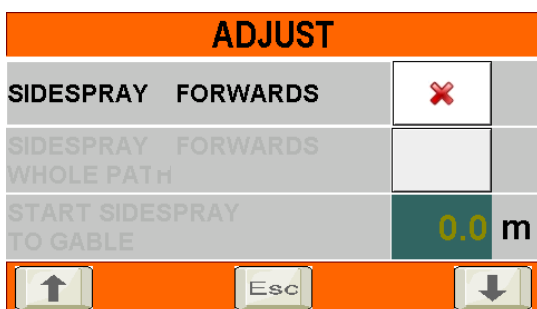 ADJUST
SIDESPRAY FORWARDS
SIDESPRAY FORWARDS
WHOLE PATH
START SIDESPRAY
TO GABLE
0.0 m
Esc